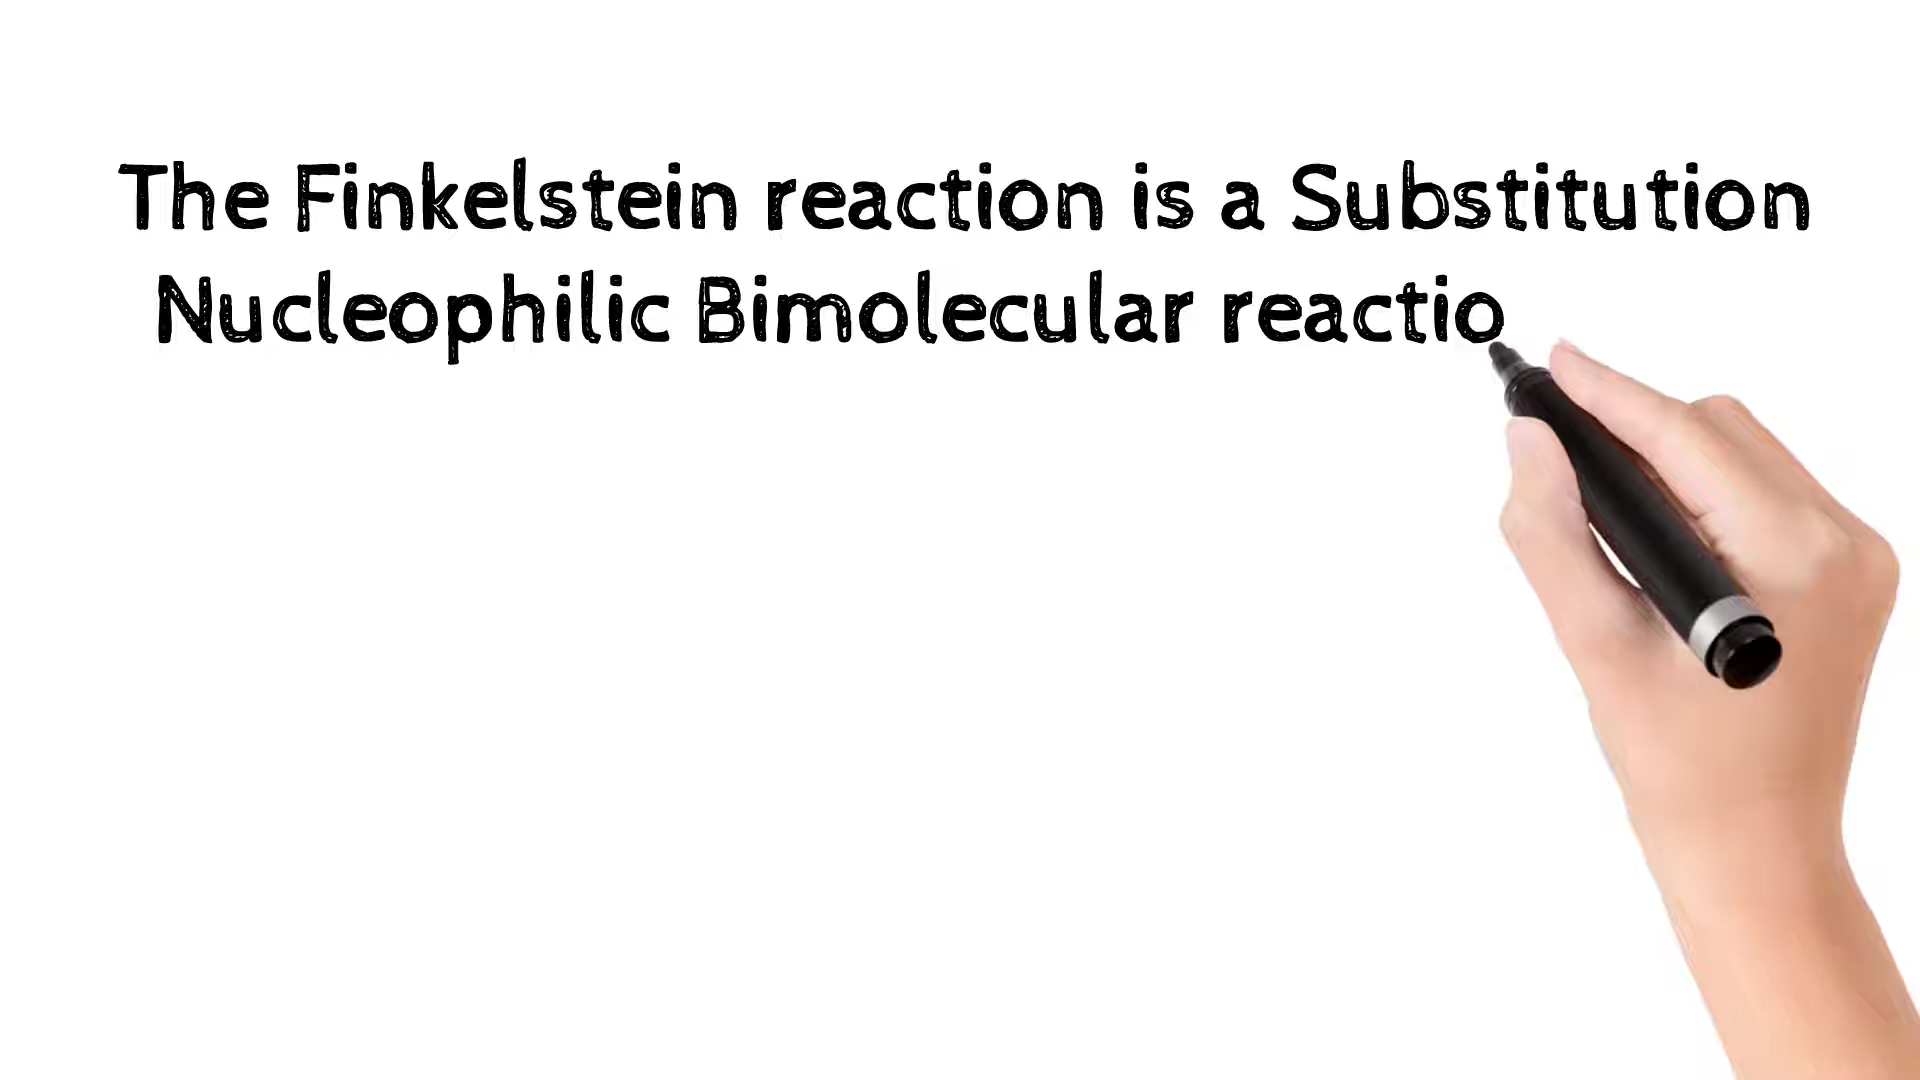 The Finkelstein reaction is a Substitution
Nucleophilic Bimolecular reactio